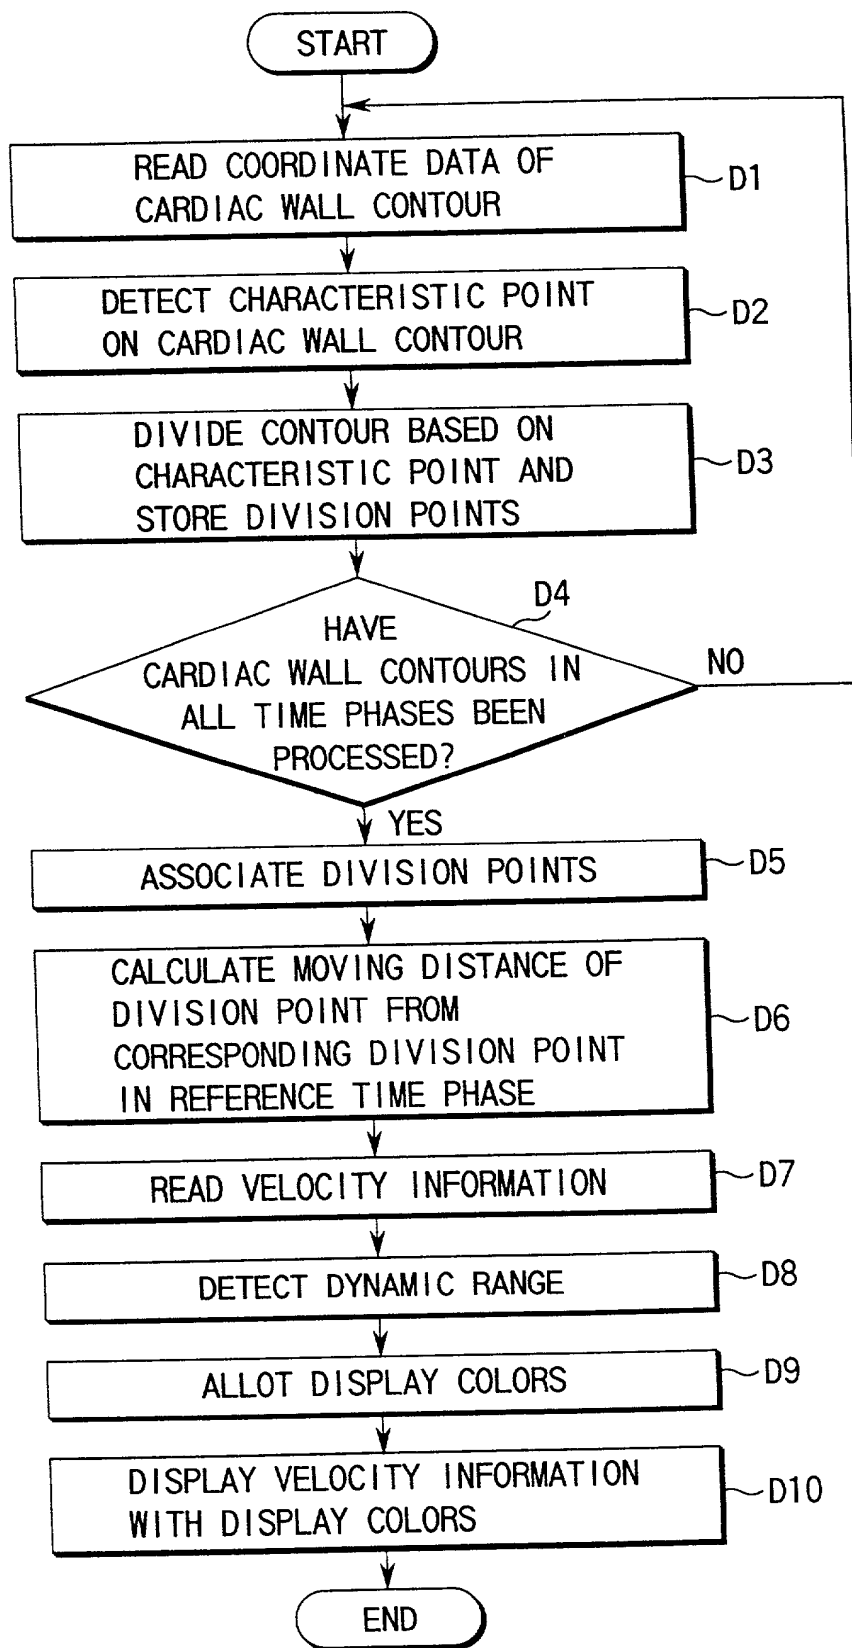 START
READ COORDINATE DATA OF
CARDIAC WALL CONTOUR
D1
DETECT CHARACTERISTIC POINT
ON CARDIAC WALL CONTOUR
D2
DIVIDE CONTOUR BASED ON
CHARACTERISTIC POINT AND
STORE DIVISION POINTS
D3
D4
HAVE
CARDIAC WALL CONTOURS IN
ALL TIME PHASES BEEN
PROCESSED?
NO
YES
ASSOCIATE DIVISION POINTS
D5
CALCULATE MOVING DISTANCE OF
DIVISION POINT FROM
CORRESPONDING DIVISION POINT
IN REFERENCE TIME PHASE
D6
READ VELOCITY INFORMATION
D7
DETECT DYNAMIC RANGE
D8
ALLOT DISPLAY COLORS
D9
DISPLAY VELOCITY INFORMATION
WITH DISPLAY COLORS
D10
END